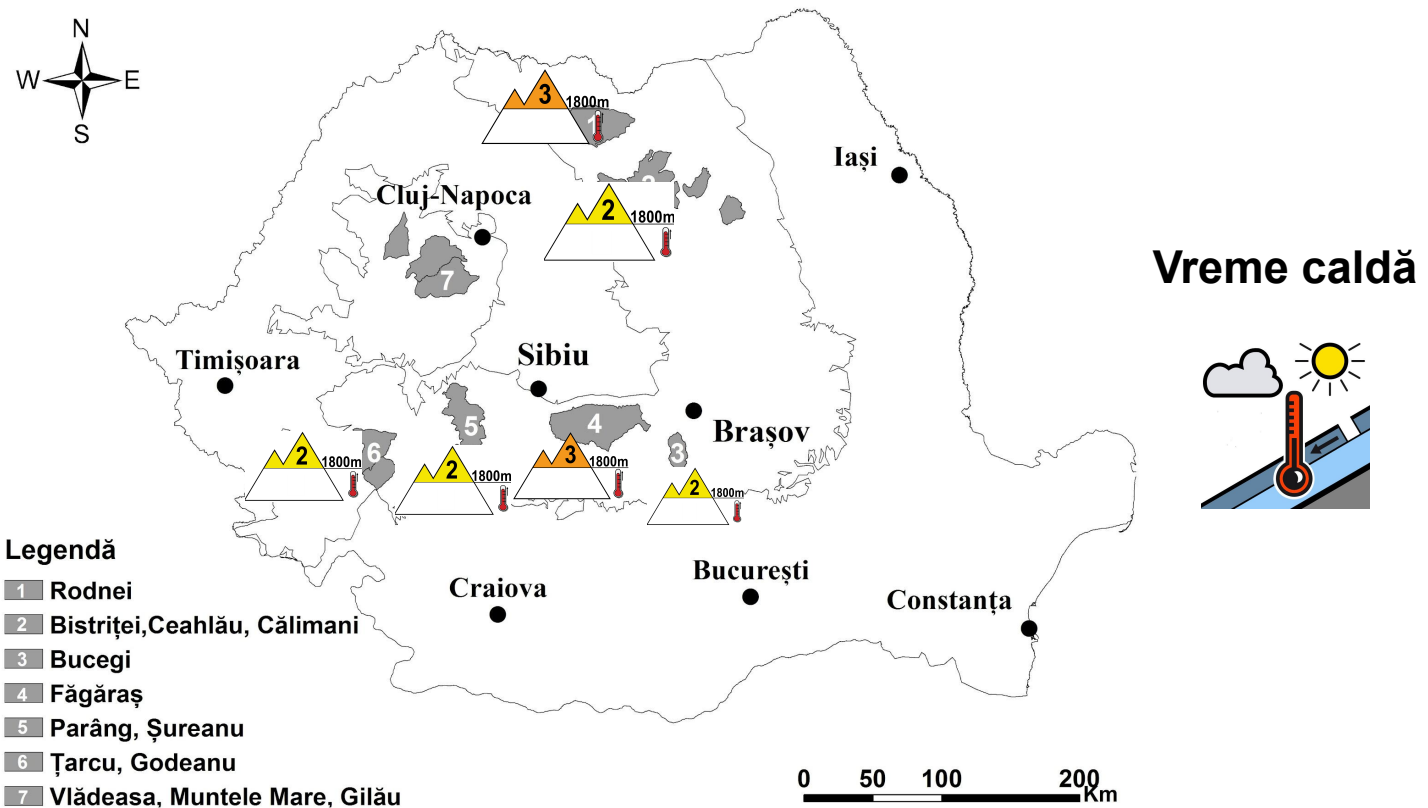 N
W E
S
3
1800m
1
Iași
Cluj-Napoca
2
1800m
7
Vreme caldă
Timișoara
Sibiu
5
4
Brașov
6
3
2
1800m
2
1800m
3
1800m
2
1800m
Legendă
1 Rodnei
2 Bistriței,Ceahlău, Călimani
3 Bucegi
4 Făgăraș
5 Parâng, Șureanu
6 Țarcu, Godeanu
7 Vlădeasa, Muntele Mare, Gilău
Craiova
București
Constanța
0 50 100 200
Km